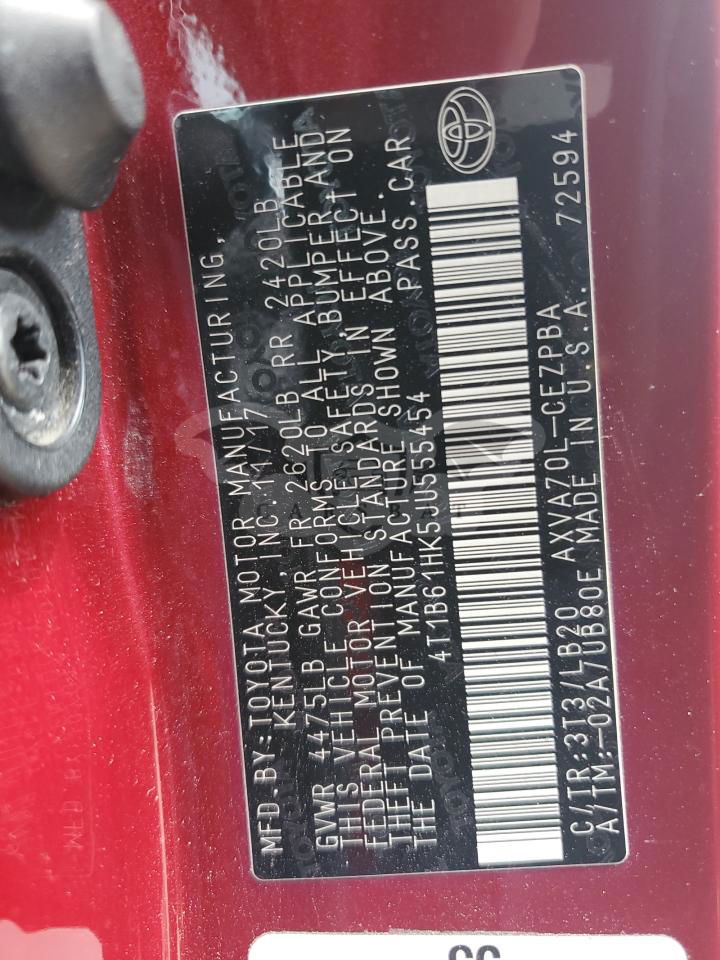 MFD.BY:TOYOTA MOTOR MANUFACTURING,
KENTUCKY,INC. 11/17
GVWR 4475LB GAWR FR 2620LB RR 2420LB
THIS VEHICLE CONFORMS TO ALL APPLICABLE
FEDERAL MOTOR VEHICLE SAFETY,BUMPER,AND
THEFT PREVENTION STANDARDS IN EFFECT ON
THE DATE OF MANUFACTURE SHOWN ABOVE.
4T1B61HK5JU555454 PASS.CAR
C/TR:3T3/LB20 AXVA70L-CEZPBA
A/TM:-02A/UB80E MADE IN U.S.A. 72594